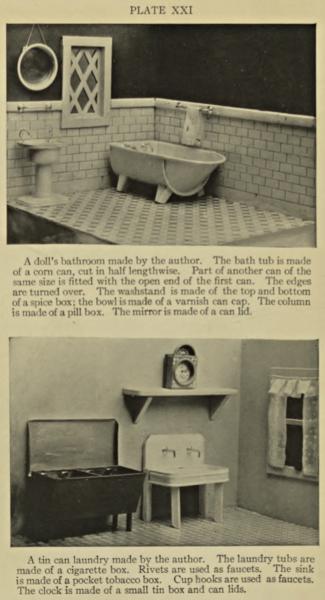 PLATE XXI
A doll's bathroom made by the author. The bath tub is made
of a corn can, cut in half lengthwise. Part of another can of the
same size is fitted with the open end of the first can. The edges
are turned over. The washstand is made of the top and bottom
of a spice box; the bowl is made of a varnish can cap. The column
is made of a pill box. The mirror is made of a can lid.
A tin can laundry made by the author. The laundry tubs are
made of a cigarette box. Rivets are used as faucets. The sink
is made of a pocket tobacco box. Cup hooks are used as faucets.
The clock is made of a small tin box and can lids.